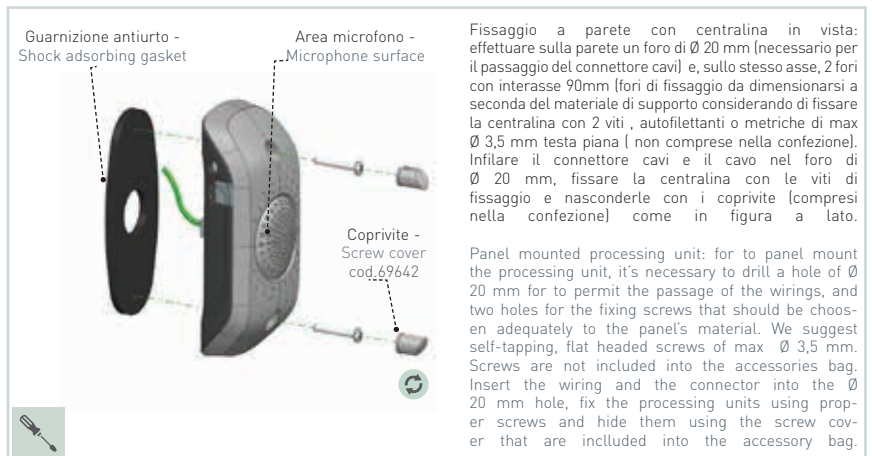 Guarnizione antiurto -
Shock adsorbing gasket
Area microfono -
Microphone surface
Coprivite -
Screw cover
cod.69642
Fissaggio a parete con centralina in vista:
effettuare sulla parete un foro di Ø 20 mm (necessario per
il passaggio del connettore cavi) e, sullo stesso asse, 2 fori
con interasse 90mm (fori di fissaggio da dimensionarsi a
seconda del materiale di supporto considerando di fissare
la centralina con 2 viti , autofilettanti o metriche di max
Ø 3,5 mm testa piana ( non comprese nella confezione).
Infilare il connettore cavi e il cavo nel foro di
Ø 20 mm, fissare la centralina con le viti di
fissaggio e nasconderle con i coprivite (compresi
nella confezione) come in figura a lato.
Panel mounted processing unit: for to panel mount
the processing unit, it's necessary to drill a hole of Ø
20 mm for to permit the passage of the wirings, and
two holes for the fixing screws that should be choos-
en adequately to the panel's material. We suggest
self-tapping, flat headed screws of max Ø 3,5 mm.
Screws are not included into the accessories bag.
Insert the wiring and the connector into the Ø
20 mm hole, fix the processing units using prop-
er screws and hide them using the screw cov-
er that are incllluded into the accessory bag.